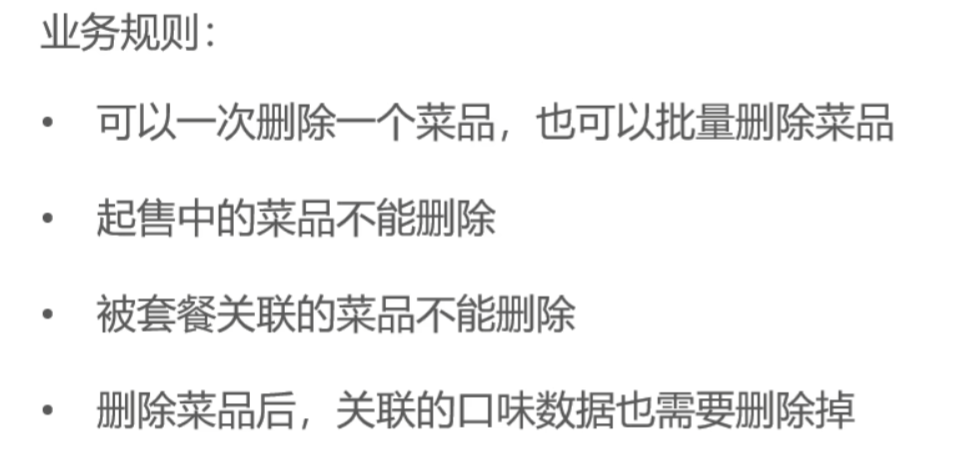 业务规则：
• 可以一次删除一个菜品，也可以批量删除菜品
• 起售中的菜品不能删除
• 被套餐关联的菜品不能删除
• 删除菜品后，关联的口味数据也需要删除掉